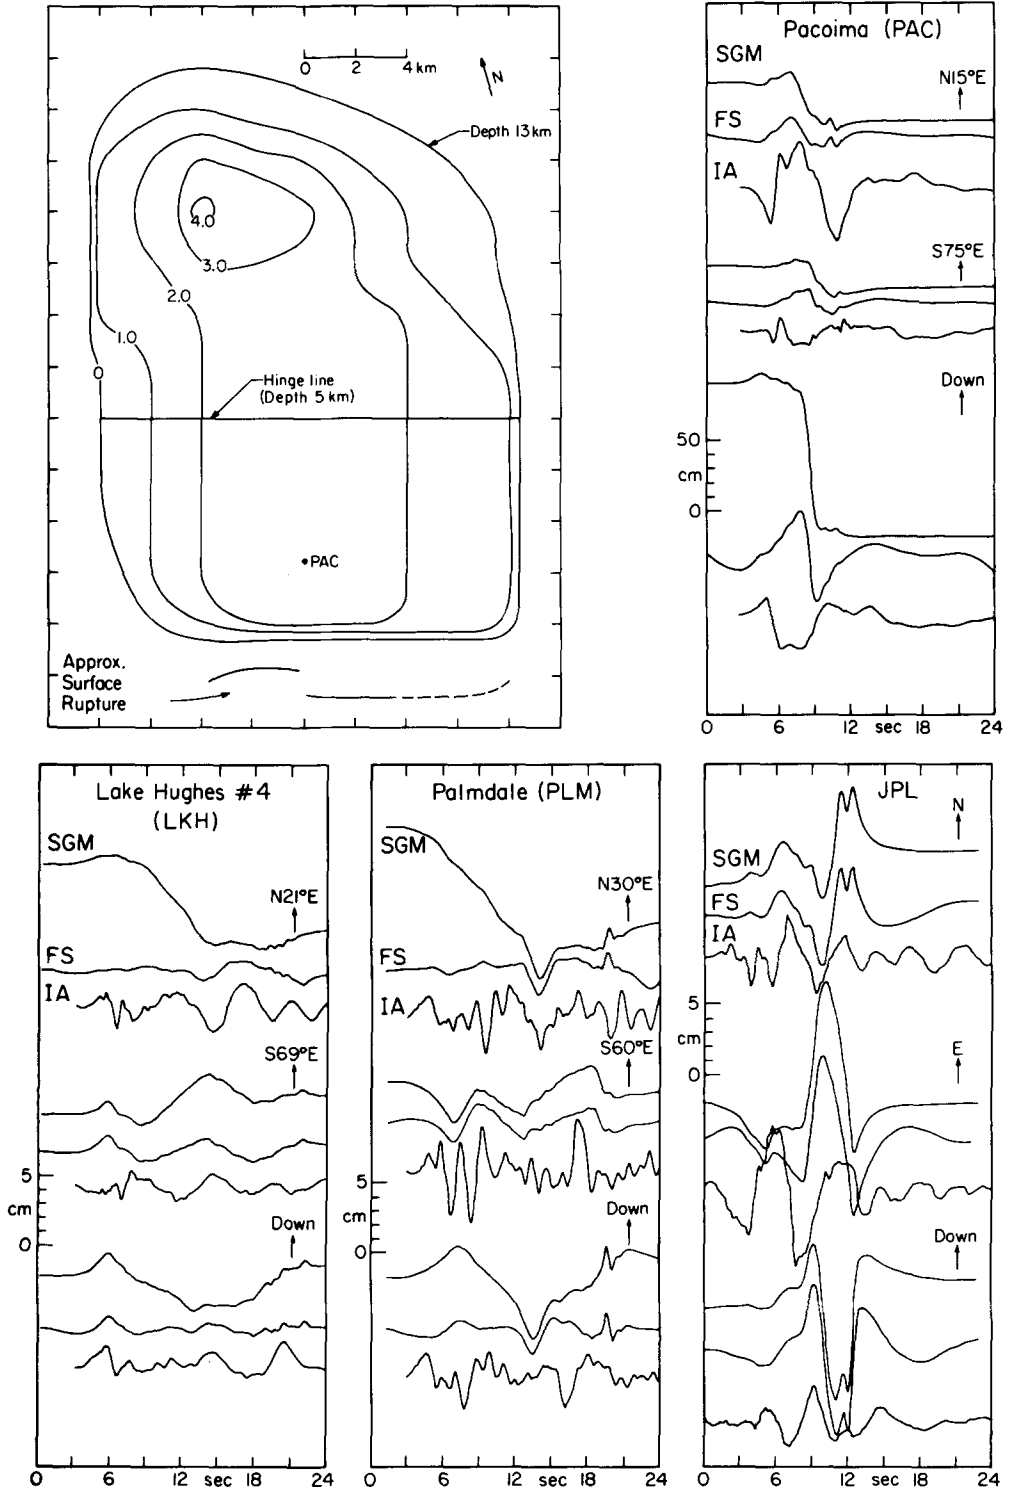 0 2 4 km
N
Depth 13 km
4.0
3.0
2.0
1.0
0
Hinge line
(Depth 5 km)
PAC
Approx.
Surface
Rupture
Pacoima (PAC)
SGM
N15°E
FS
IA
S75°E
Down
50
cm
0
0 6 12 sec 18 24
Lake Hughes #4
(LKH)
SGM
N21°E
FS
IA
S69°E
5
cm
0
Down
0 6 12 sec 18 24
Palmdale (PLM)
SGM
N30°E
FS
IA
S60°E
5
cm
0
Down
0 6 12 sec 18 24
JPL
N
SGM
FS
IA
5
cm
0
E
Down
0 6 12 sec 18 24